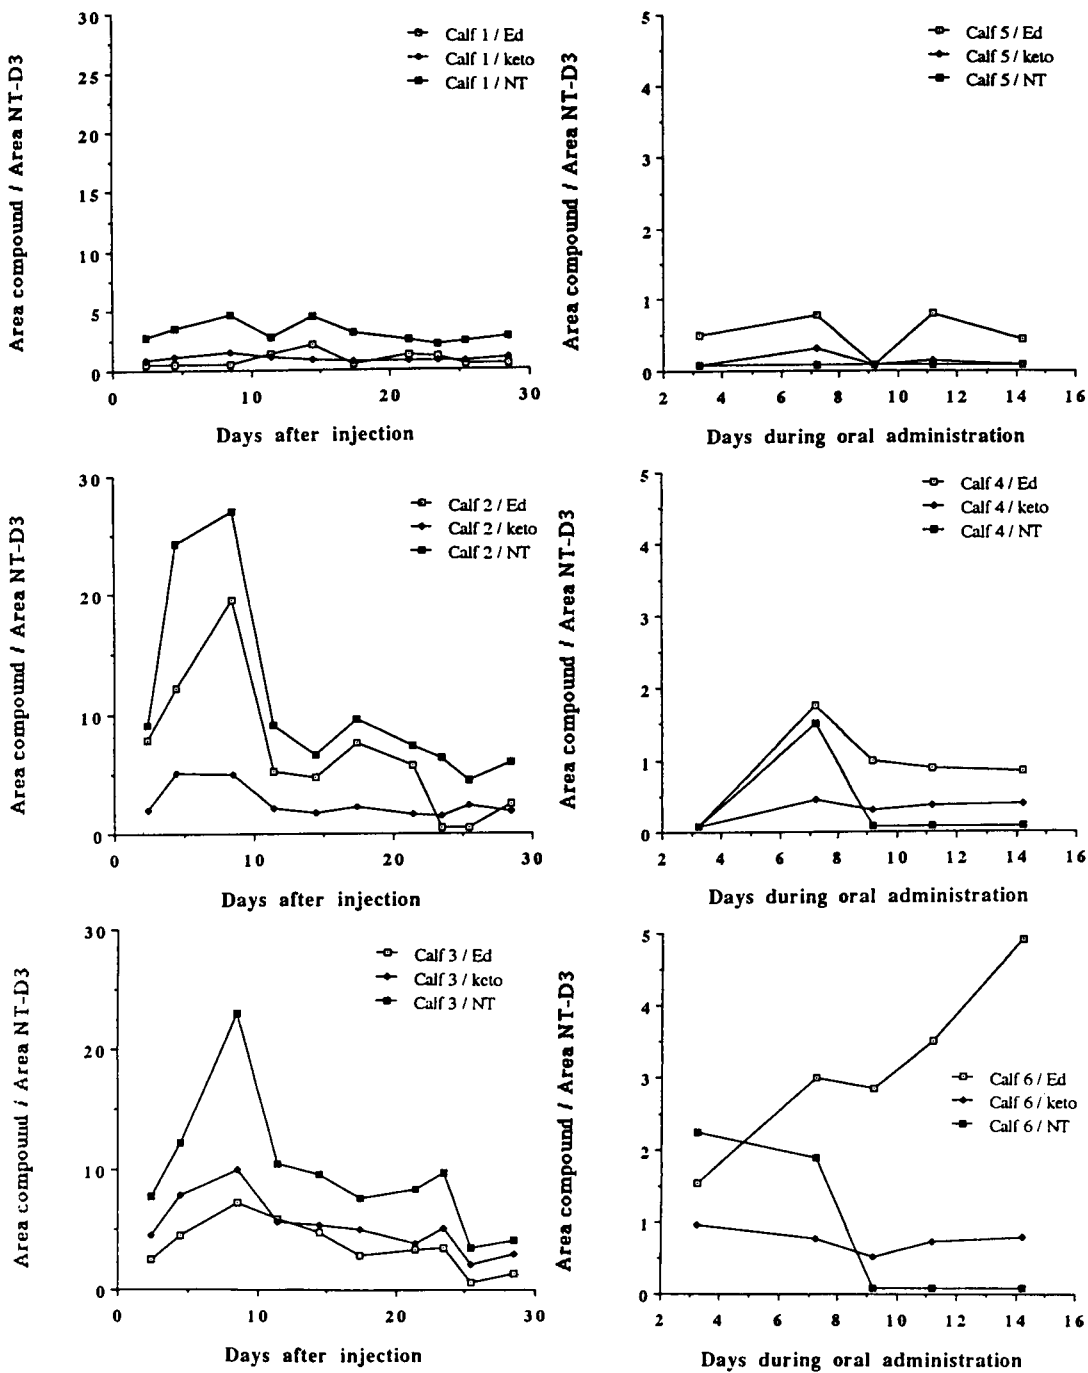 Area compound / Area NT-D3
30
25
20
15
10
5
0
Calf 1 / Ed
Calf 1 / keto
Calf 1 / NT
0 10 20 30
Days after injection
Area compound / Area NT-D3
5
4
3
2
1
0
Calf 5 / Ed
Calf 5 / keto
Calf 5 / NT
2 4 6 8 10 12 14 16
Days during oral administration
Area compound / Area NT-D3
30
20
10
0
Calf 2 / Ed
Calf 2 / keto
Calf 2 / NT
0 10 20 30
Days after injection
Area compound / Area NT-D3
5
4
3
2
1
0
Calf 4 / Ed
Calf 4 / keto
Calf 4 / NT
2 4 6 8 10 12 14 16
Days during oral administration
Area compound / Area NT-D3
30
20
10
0
Calf 3 / Ed
Calf 3 / keto
Calf 3 / NT
0 10 20 30
Days after injection
Area compound / Area NT-D3
5
4
3
2
1
0
Calf 6 / Ed
Calf 6 / keto
Calf 6 / NT
2 4 6 8 10 12 14 16
Days during oral administration